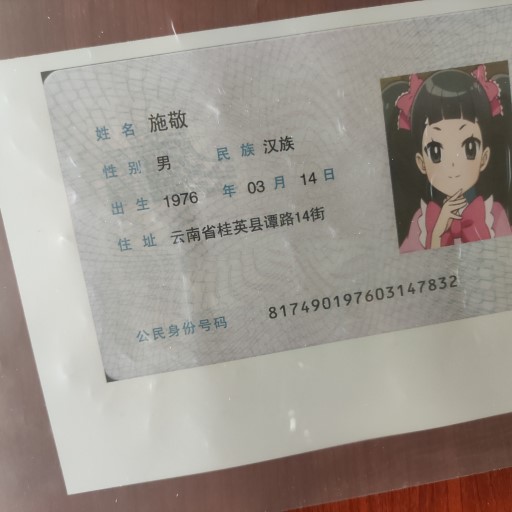 姓名 施敬
性别 男 民族 汉族
出生 1976 年 03 月 14 日
住址 云南省桂英县谭路14街
公民身份号码 817490197603147832